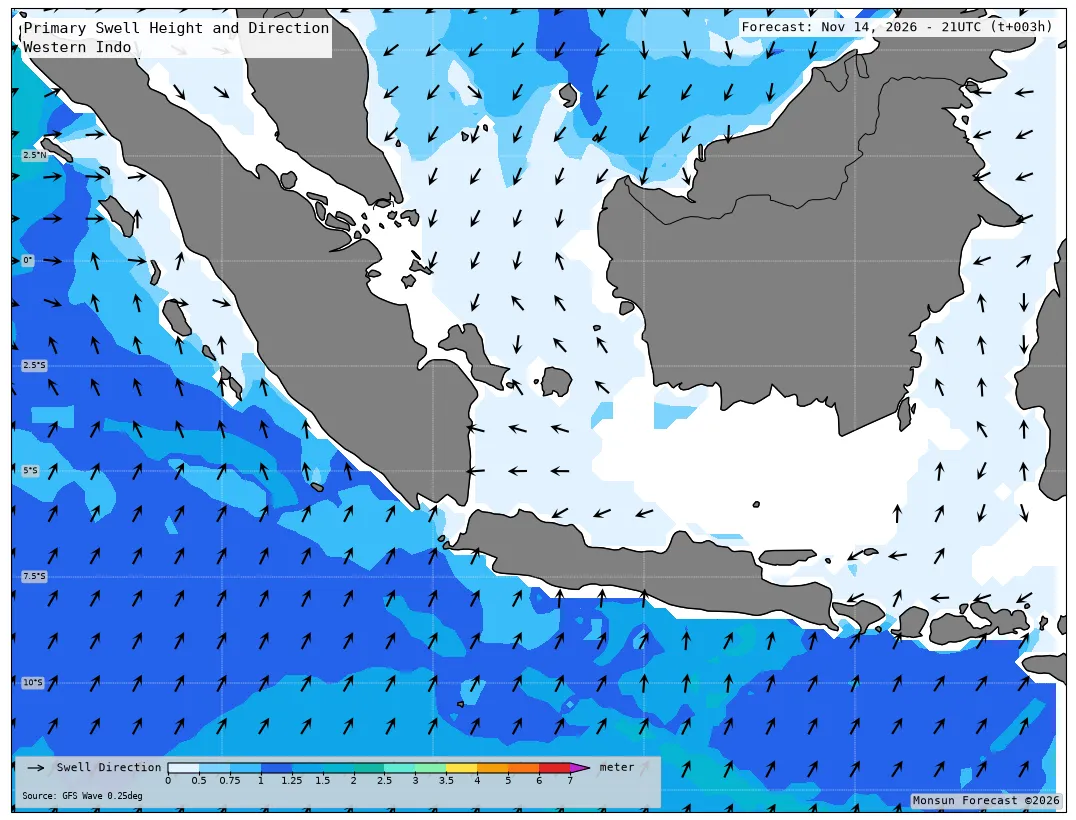 Primary Swell Height and Direction
Western Indo
Forecast: Nov 14, 2026 - 21UTC (t+003h)
2.5°N
0°
2.5°S
5°S
7.5°S
10°S
Swell Direction
0 0.5 0.75 1 1.25 1.5 2 2.5 3 3.5 4 5 6 7
meter
Source: GFS Wave 0.25deg
Monsun Forecast ©2026